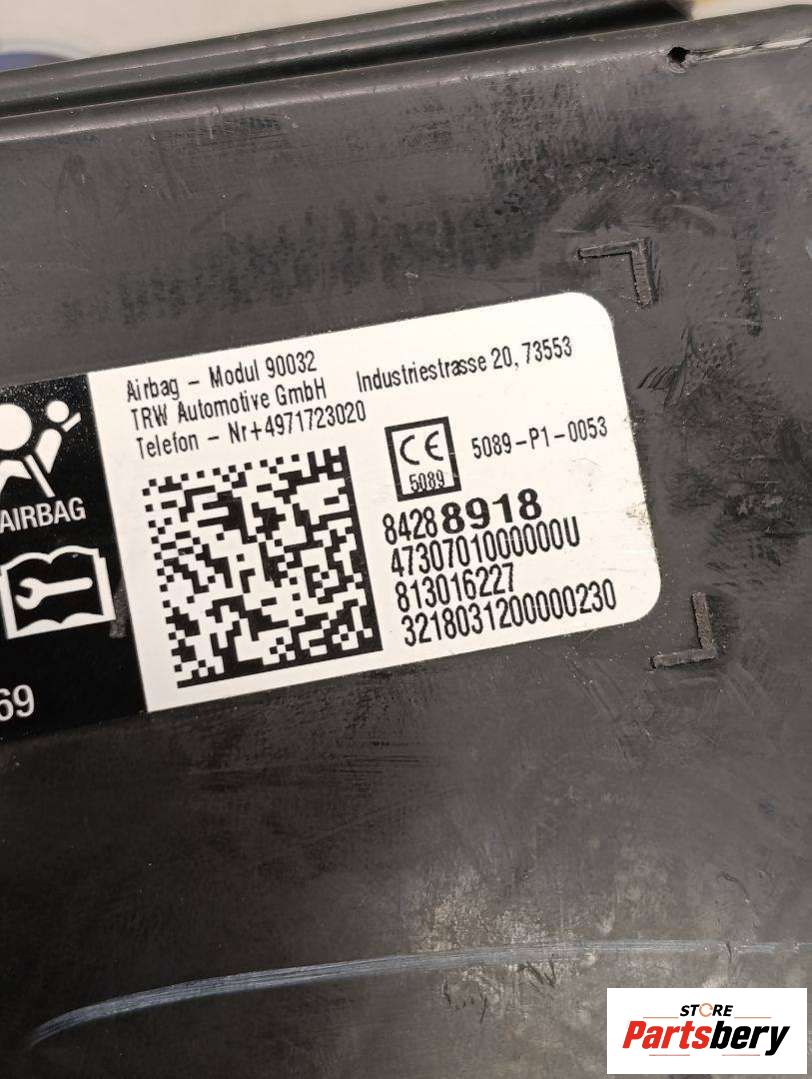 Airbag - Modul 90032
TRW Automotive GmbH Industriestrasse 20, 73553
Telefon - Nr+4971723020
CE
5089
5089-P1-0053
84288918
4730701000000U
813016227
3218031200000230
AIRBAG
69
STORE
Partsbery